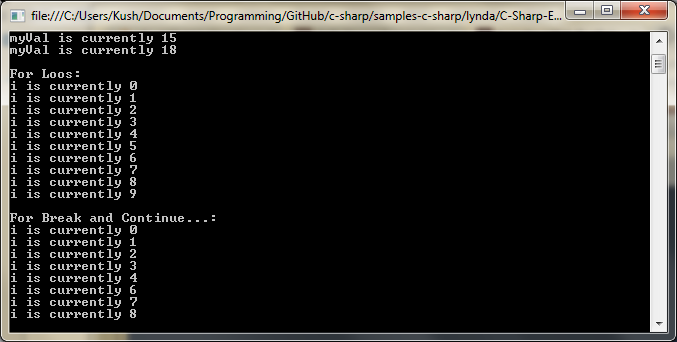 file:///C:/Users/Kush/Documents/Programming/GitHub/c-sharp/samples-c-sharp/lynda/C-Sharp-E...
myVal is currently 15
myVal is currently 18
For Loos:
i is currently 0
i is currently 1
i is currently 2
i is currently 3
i is currently 4
i is currently 5
i is currently 6
i is currently 7
i is currently 8
i is currently 9
For Break and Continue...:
i is currently 0
i is currently 1
i is currently 2
i is currently 3
i is currently 4
i is currently 6
i is currently 7
i is currently 8